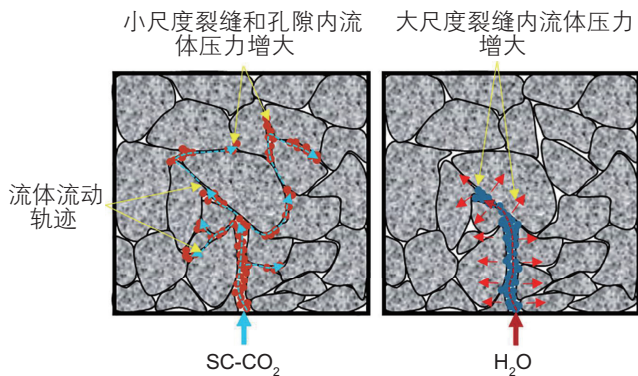 小尺度裂缝和孔隙内流
体压力增大
大尺度裂缝内流体压力
增大
流体流动
轨迹
SC-CO₂
H₂O